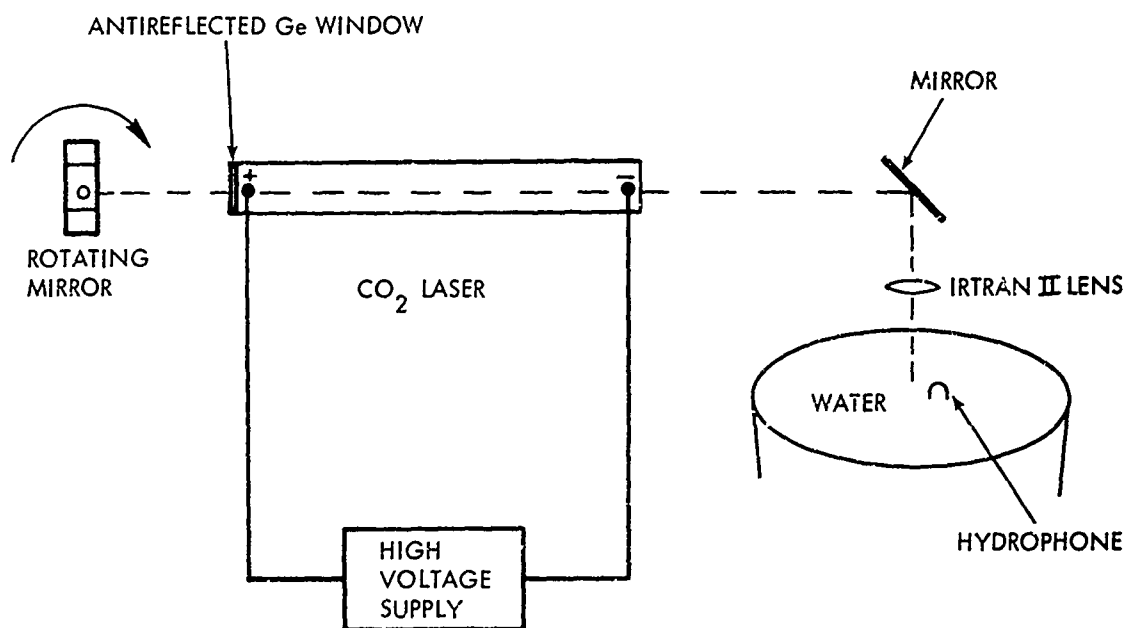 ANTIREFLECTED Ge WINDOW
MIRROR
+
−
ROTATING
MIRROR
CO₂ LASER
IRTRAN II LENS
WATER
HYDROPHONE
HIGH
VOLTAGE
SUPPLY